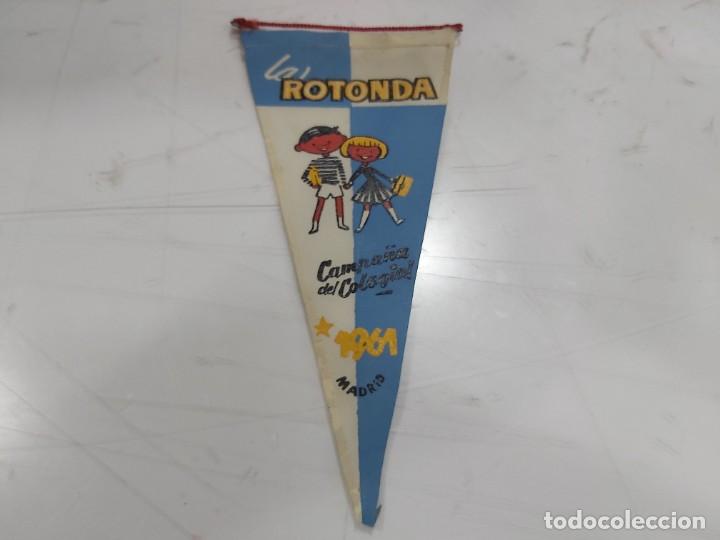 La
ROTONDA
Campaña
del Colegial
1961
MADRID
todocoleccion